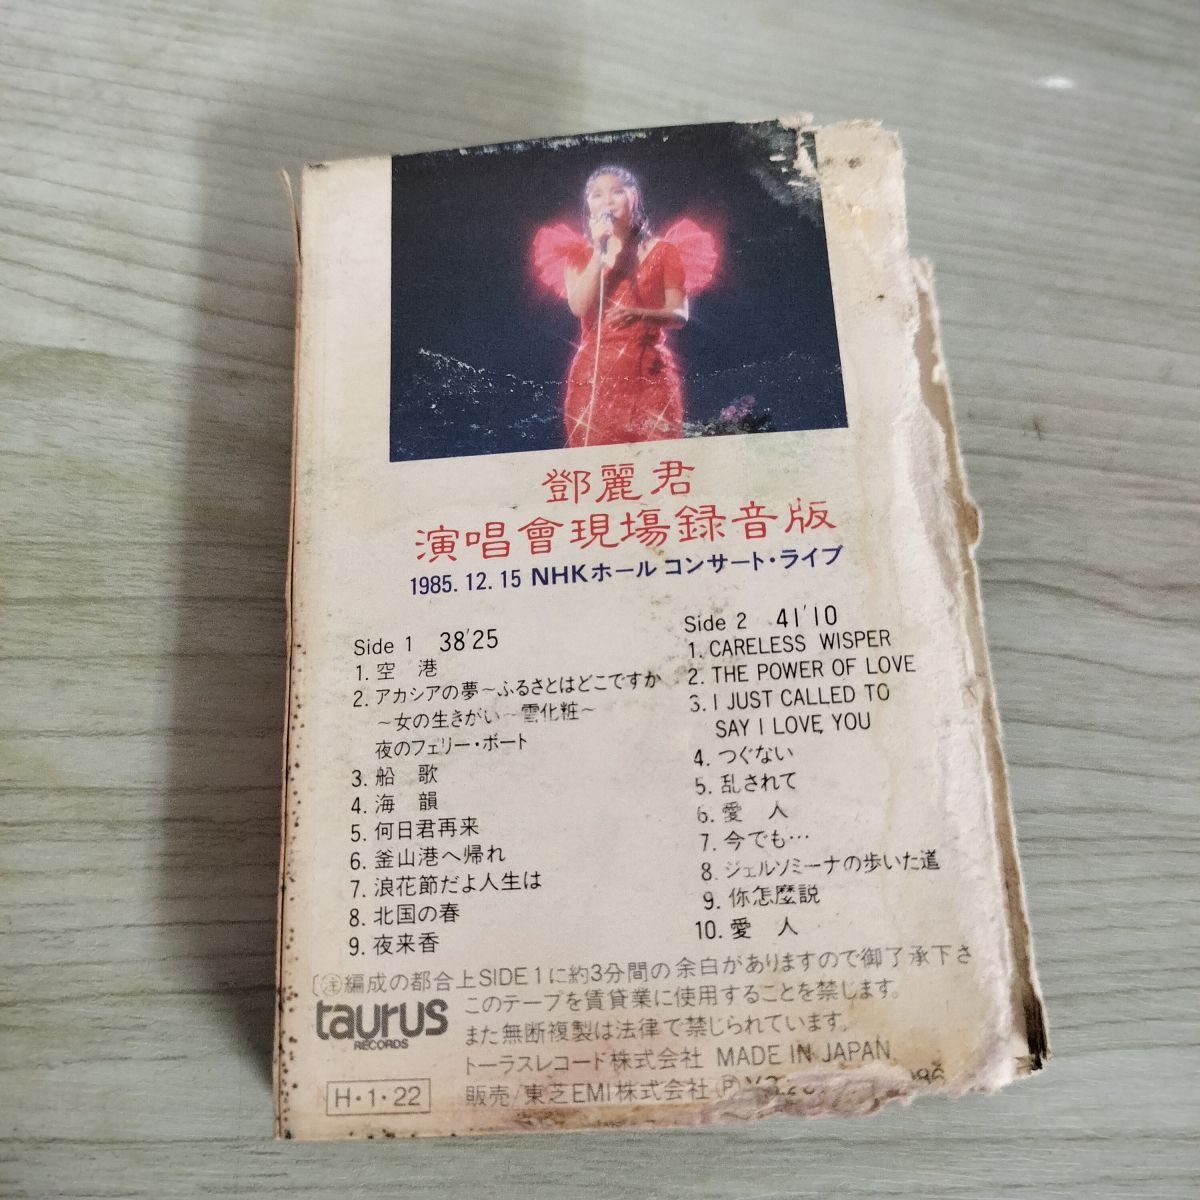 鄧麗君
演唱會現場録音版
1985. 12. 15 NHKホール コンサート・ライブ
Side 1 38'25
1. 空 港
2. アカシアの夢～ふるさとはどこですか
～女の生きがい～雪化粧～
夜のフェリー・ボート
3. 船 歌
4. 海 韻
5. 何日君再来
6. 釜山港へ帰れ
7. 浪花節だよ人生は
8. 北国の春
9. 夜来香
Side 2 41'10
1. CARELESS WISPER
2. THE POWER OF LOVE
3. I JUST CALLED TO
SAY I LOVE, YOU
4. つぐない
5. 乱されて
6. 愛 人
7. 今でも…
8. ジェルソミーナの歩いた道
9. 你怎麼説
10. 愛 人
〔注編成の都合上SIDE1に約3分間の余白がありますので御了承下さ
このテープを賃貸業に使用することを禁じます。
また無断複製は法律で禁じられています。
トーラスレコード株式会社 MADE IN JAPAN
販売/東芝EMI株式会社 Ⓟ
taurus
RECORDS
H・1・22